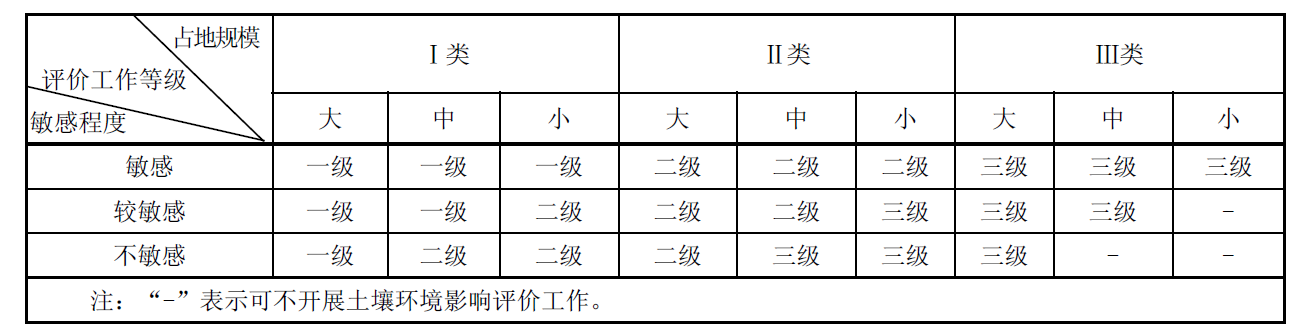 占地规模
评价工作等级
敏感程度
Ⅰ类 Ⅱ类 Ⅲ类
大 中 小 大 中 小 大 中 小
敏感 一级 一级 一级 二级 二级 二级 三级 三级 三级
较敏感 一级 一级 二级 二级 二级 三级 三级 三级 -
不敏感 一级 二级 二级 二级 三级 三级 三级 - -
注：“-”表示可不开展土壤环境影响评价工作。